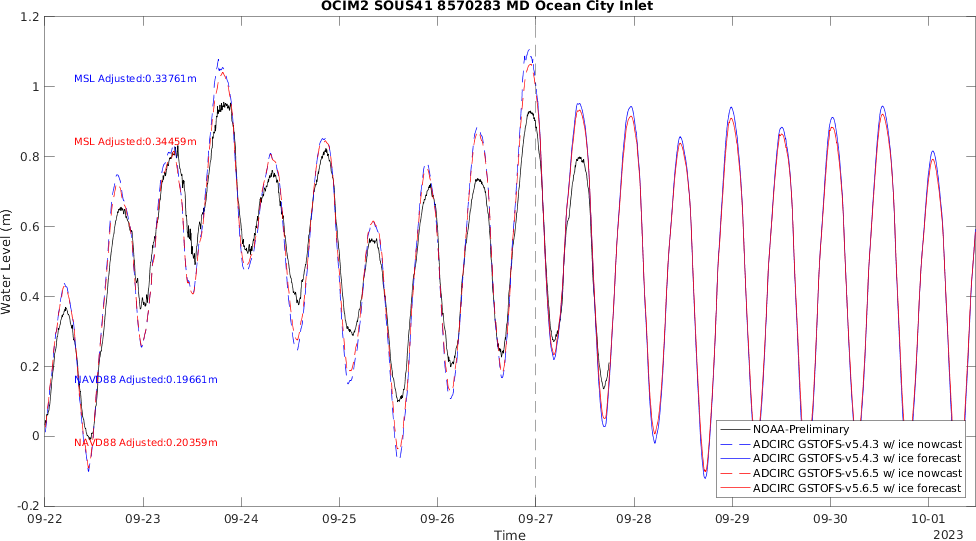 OCIM2 SOUS41 8570283 MD Ocean City Inlet
1.2
1
0.8
0.6
0.4
0.2
0
-0.2
Water Level (m)
MSL Adjusted:0.33761m
MSL Adjusted:0.34459m
NAVD88 Adjusted:0.19661m
NAVD88 Adjusted:0.20359m
NOAA-Preliminary
ADCIRC GSTOFS-v5.4.3 w/ ice nowcast
ADCIRC GSTOFS-v5.4.3 w/ ice forecast
ADCIRC GSTOFS-v5.6.5 w/ ice nowcast
ADCIRC GSTOFS-v5.6.5 w/ ice forecast
09-22 09-23 09-24 09-25 09-26 09-27 09-28 09-29 09-30 10-01
Time
2023